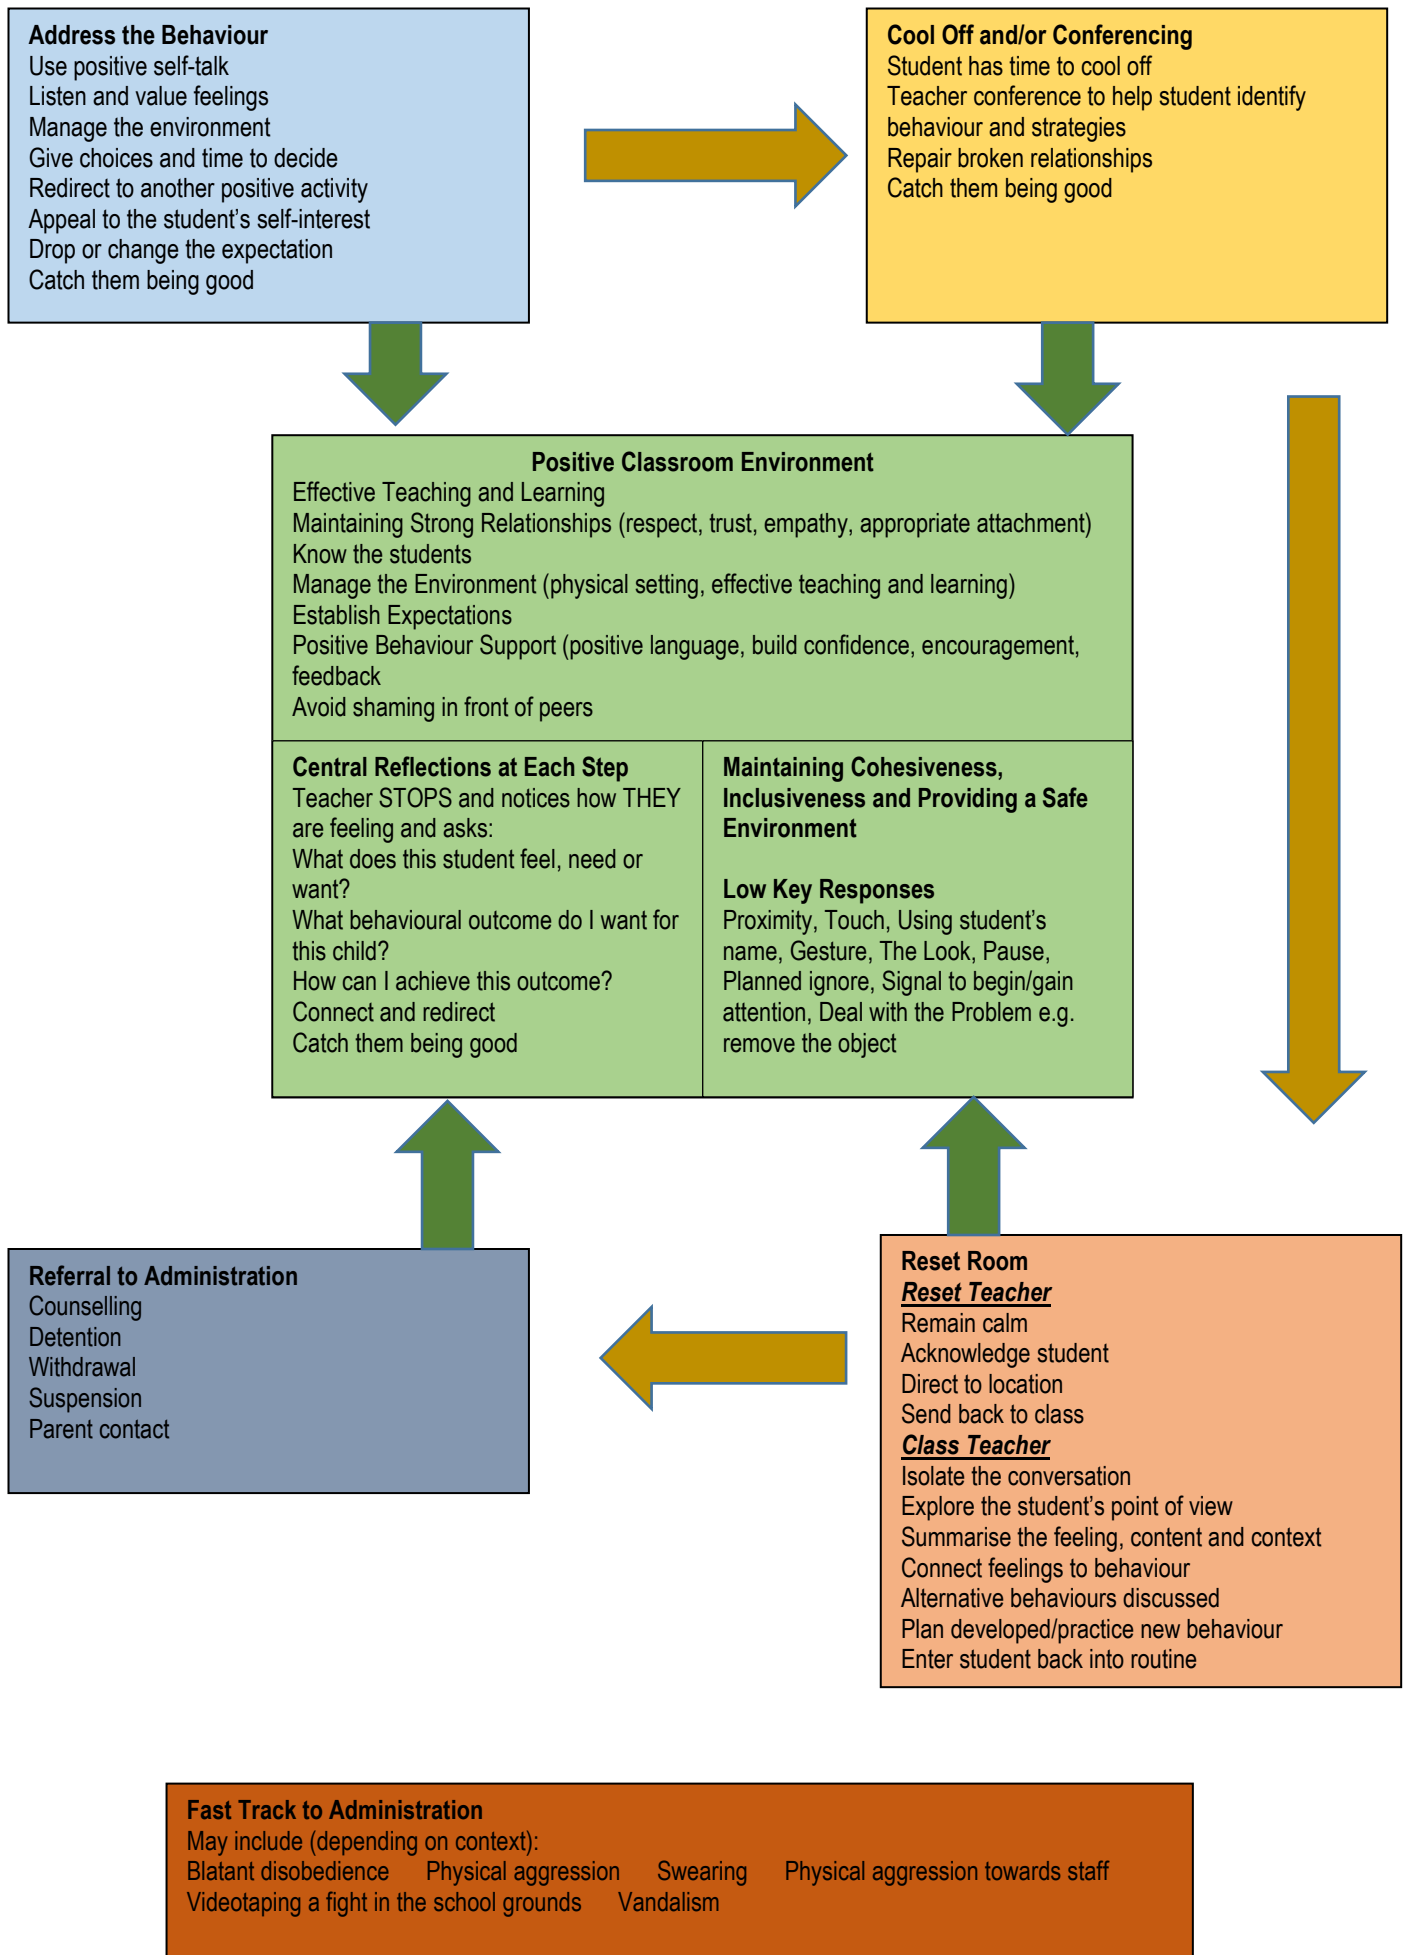 Address the Behaviour
Use positive self-talk
Listen and value feelings
Manage the environment
Give choices and time to decide
Redirect to another positive activity
Appeal to the student’s self-interest
Drop or change the expectation
Catch them being good
Cool Off and/or Conferencing
Student has time to cool off
Teacher conference to help student identify
behaviour and strategies
Repair broken relationships
Catch them being good
Positive Classroom Environment
Effective Teaching and Learning
Maintaining Strong Relationships (respect, trust, empathy, appropriate attachment)
Know the students
Manage the Environment (physical setting, effective teaching and learning)
Establish Expectations
Positive Behaviour Support (positive language, build confidence, encouragement,
feedback
Avoid shaming in front of peers
Central Reflections at Each Step
Teacher STOPS and notices how THEY
are feeling and asks:
What does this student feel, need or
want?
What behavioural outcome do I want for
this child?
How can I achieve this outcome?
Connect and redirect
Catch them being good
Maintaining Cohesiveness,
Inclusiveness and Providing a Safe
Environment
Low Key Responses
Proximity, Touch, Using student’s
name, Gesture, The Look, Pause,
Planned ignore, Signal to begin/gain
attention, Deal with the Problem e.g.
remove the object
Referral to Administration
Counselling
Detention
Withdrawal
Suspension
Parent contact
Reset Room
Reset Teacher
Remain calm
Acknowledge student
Direct to location
Send back to class
Class Teacher
Isolate the conversation
Explore the student’s point of view
Summarise the feeling, content and context
Connect feelings to behaviour
Alternative behaviours discussed
Plan developed/practice new behaviour
Enter student back into routine
Fast Track to Administration
May include (depending on context):
Blatant disobedience Physical aggression Swearing Physical aggression towards staff
Videotaping a fight in the school grounds Vandalism